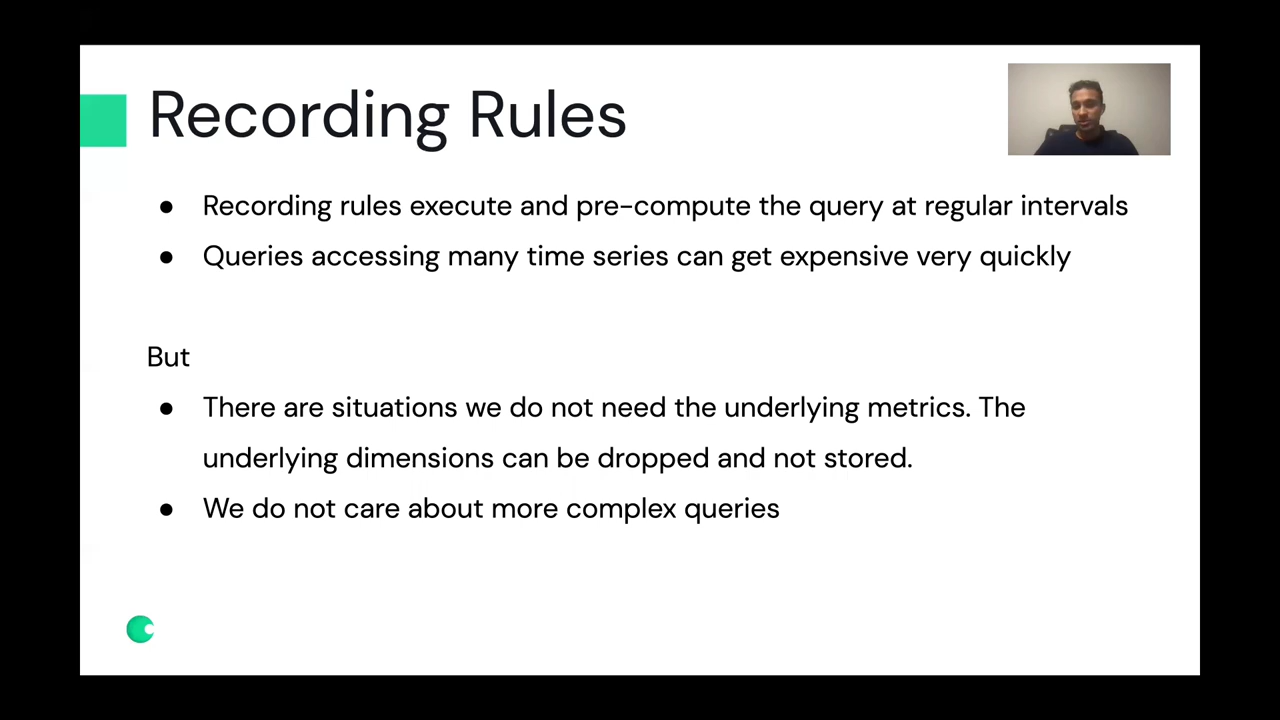 Recording Rules
● Recording rules execute and pre-compute the query at regular intervals
● Queries accessing many time series can get expensive very quickly
But
● There are situations we do not need the underlying metrics. The
underlying dimensions can be dropped and not stored.
● We do not care about more complex queries